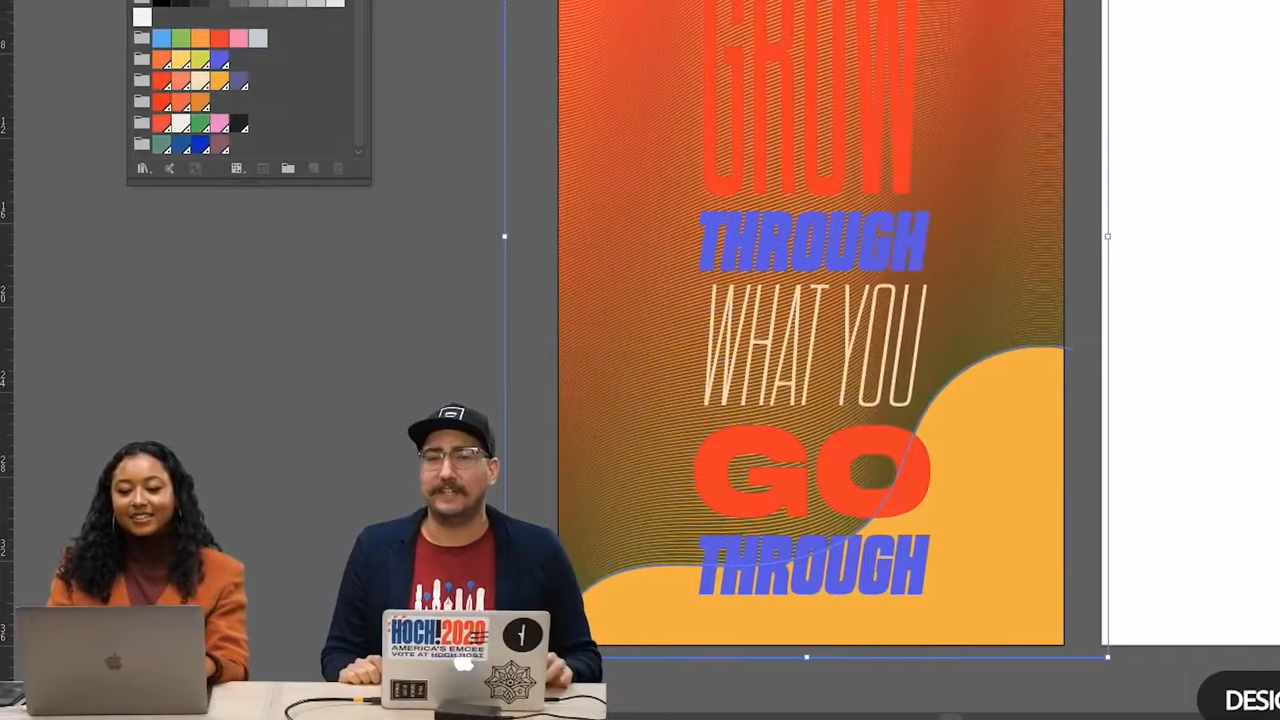 GROW
THROUGH
WHAT YOU
GO
THROUGH
HOCH!2020
AMERICA'S EMCEE
VOTE AT HOCH.HOST
DESIG